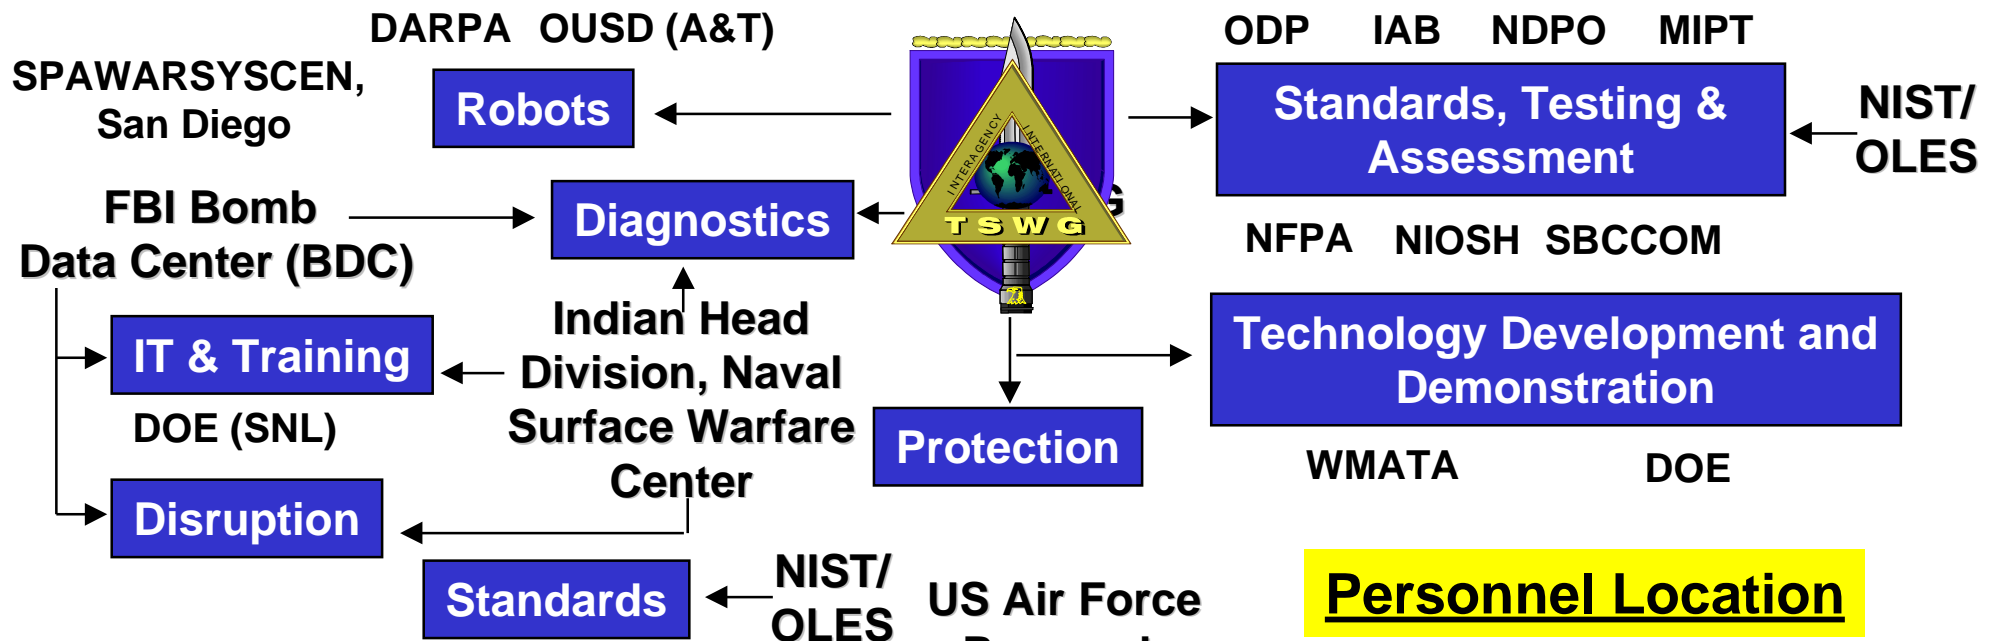 DARPA OUSD (A&T)
ODP IAB NDPO MIPT
SPAWARSYSCEN,
San Diego
Robots
INTERAGENCY
INTERNATIONAL
TSWG
Standards, Testing &
Assessment
NIST/
OLES
FBI Bomb
Data Center (BDC)
Diagnostics
G
NFPA NIOSH SBCCOM
Indian Head
Division, Naval
Surface Warfare
Center
IT & Training
Technology Development and
Demonstration
DOE (SNL)
Protection
WMATA DOE
Disruption
Standards
NIST/
OLES
US Air Force
Personnel Location